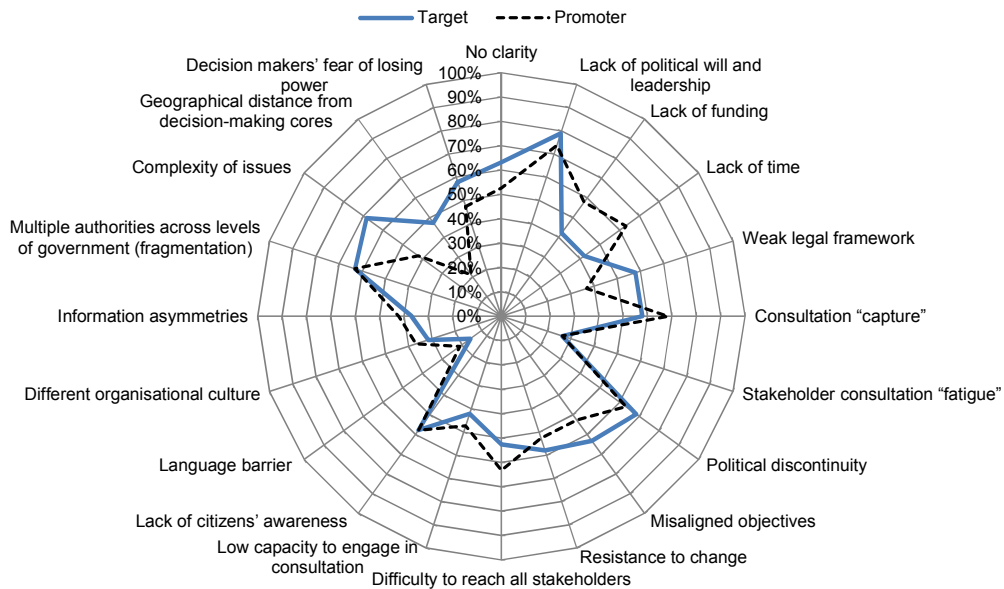 Target
Promoter
No clarity
Lack of political will and
leadership
Lack of funding
Lack of time
Weak legal framework
Consultation “capture”
Stakeholder consultation “fatigue”
Political discontinuity
Misaligned objectives
Resistance to change
Difficulty to reach all stakeholders
Low capacity to engage in
consultation
Lack of citizens’ awareness
Language barrier
Different organisational culture
Information asymmetries
Multiple authorities across levels
of government (fragmentation)
Complexity of issues
Geographical distance from
decision-making cores
Decision makers’ fear of losing
power
100%
90%
80%
70%
60%
50%
40%
30%
20%
10%
0%